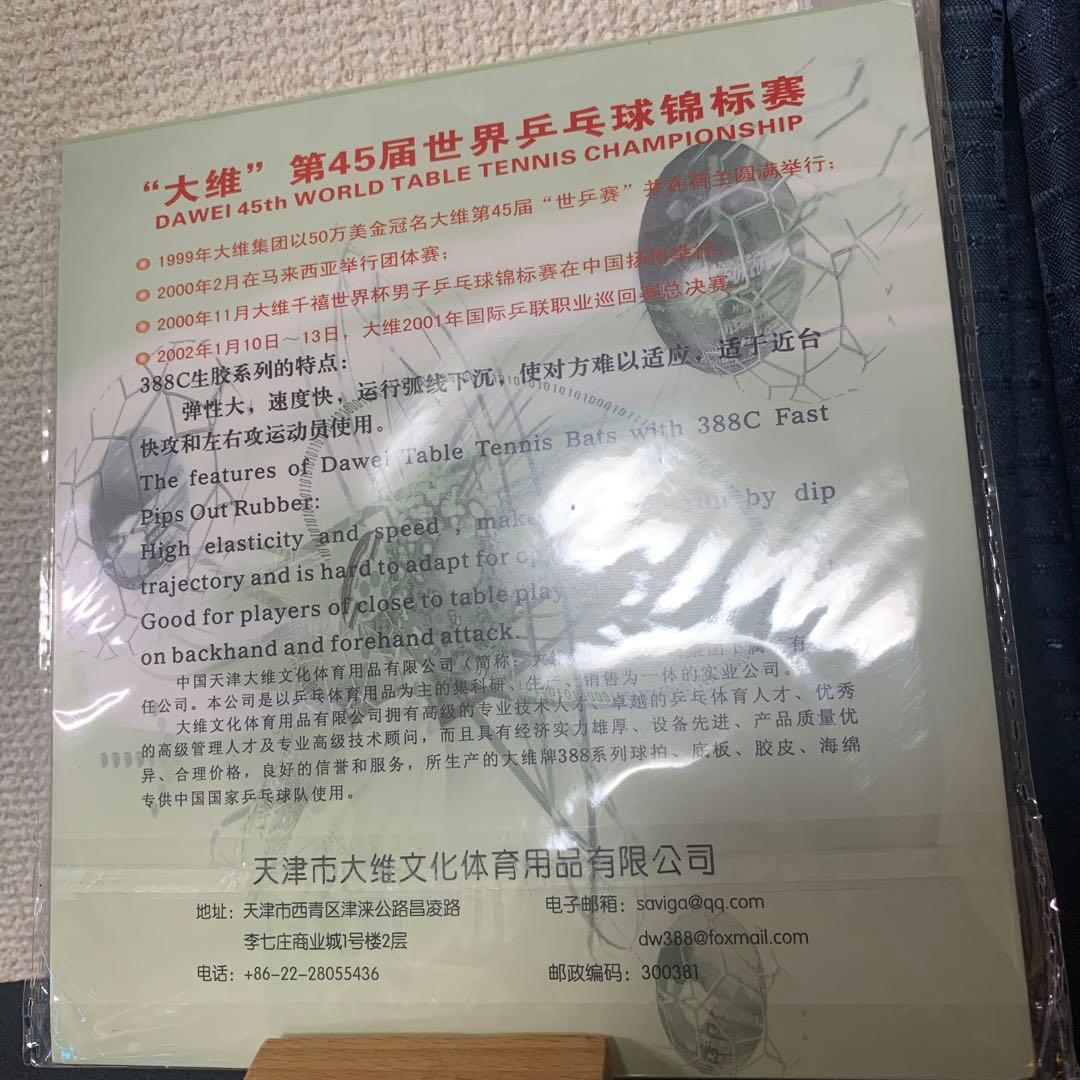 “大维”第45届世界乒乓球锦标赛
DAWEI 45th WORLD TABLE TENNIS CHAMPIONSHIP
1999年大维集团以50万美金冠名大维第45届“世乒赛”并在荷兰圆满举行；
2000年2月在马来西亚举行团体赛；
2000年11月大维千禧世界杯男子乒乓球锦标赛在中国扬州举行；
2002年1月10日～13日，大维2001年国际乒联职业巡回赛总决赛。
388C生胶系列的特点：
弹性大，速度快，运行弧线下沉，使对方难以适应，适于近台
快攻和左右攻运动员使用。
The features of Dawei Table Tennis Bats with 388C Fast
Pips Out Rubber:
High elasticity and speed, make run by dip
trajectory and is hard to adapt for
Good for players of close to table play
on backhand and forehand attack.
中国天津大维文化体育用品有限公司（简称：大维 集团下属 有
任公司。本公司是以乒乓体育用品为主的集科研、生产、销售为一体的实业公司。
大维文化体育用品有限公司拥有高级的专业技术人才、卓越的乒乓体育人才、优秀
的高级管理人才及专业高级技术顾问，而且具有经济实力雄厚、设备先进、产品质量优
异、合理价格，良好的信誉和服务，所生产的大维牌388系列球拍、底板、胶皮、海绵
专供中国国家乒乓球队使用。
天津市大维文化体育用品有限公司
地址：天津市西青区津涞公路昌凌路 电子邮箱：saviga@qq.com
李七庄商业城1号楼2层 dw388@foxmail.com
电话：+86-22-28055436 邮政编码：300381